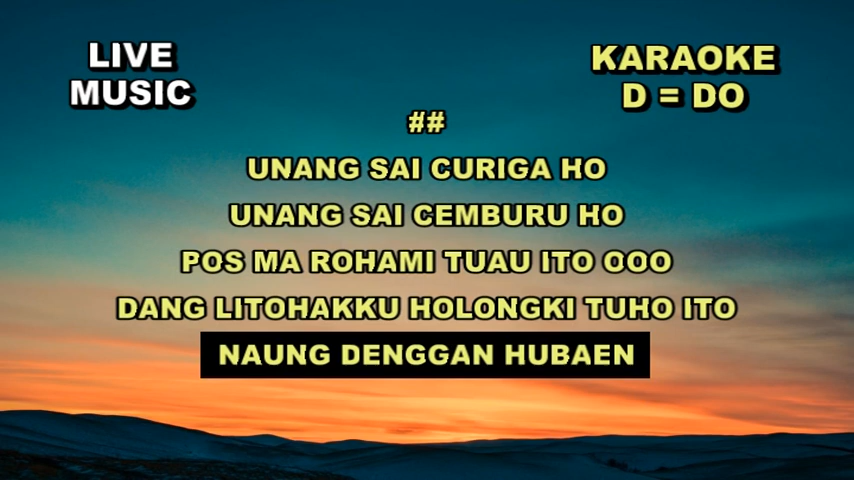 LIVE
MUSIC
KARAOKE
D = DO
##
UNANG SAI CURIGA HO
UNANG SAI CEMBURU HO
POS MA ROHAMI TUAU ITO OOO
DANG LITOHAKKU HOLONGKI TUHO ITO
NAUNG DENGGAN HUBAEN